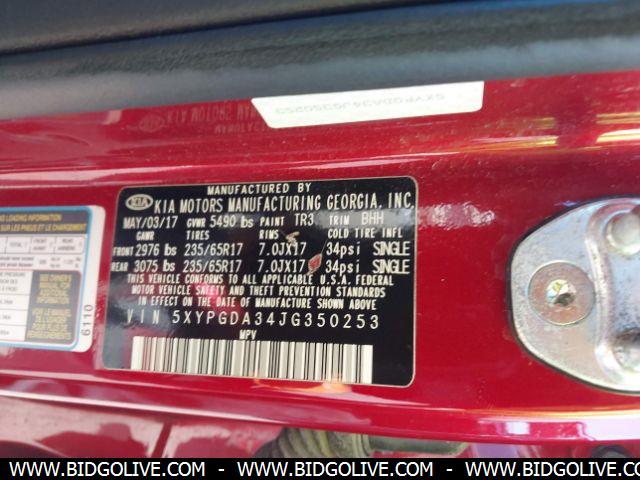 5XYPGDA34JG350253
MANUFACTURED BY
KIA KIA MOTORS MANUFACTURING GEORGIA, INC.
MAY/03/17 GVWR 5490 lbs PAINT TR3 TRIM BHH
GAWR TIRES RIMS COLD TIRE INFL
FRONT 2976 lbs 235/65R17 7.0JX17 34psi SINGLE
REAR 3075 lbs 235/65R17 7.0JX17 34psi SINGLE
THIS VEHICLE CONFORMS TO ALL APPLICABLE U.S.A. FEDERAL
MOTOR VEHICLE SAFETY, BUMPER, AND THEFT PREVENTION
STANDARDS IN EFFECT ON THE DATE OF MANUFACTURE SHOWN ABOVE.
VIN 5XYPGDA34JG350253
MPV
6110
WWW.BIDGOLIVE.COM - WWW.BIDGOLIVE.COM - WWW.BIDGOLIVE.COM